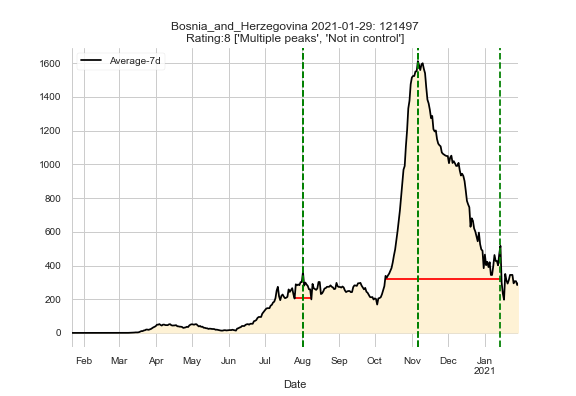 Bosnia_and_Herzegovina 2021-01-29: 121497
Rating:8 ['Multiple peaks', 'Not in control']
Average-7d
1600
1400
1200
1000
800
600
400
200
0
Feb Mar Apr May Jun Jul Aug Sep Oct Nov Dec Jan
2021
Date